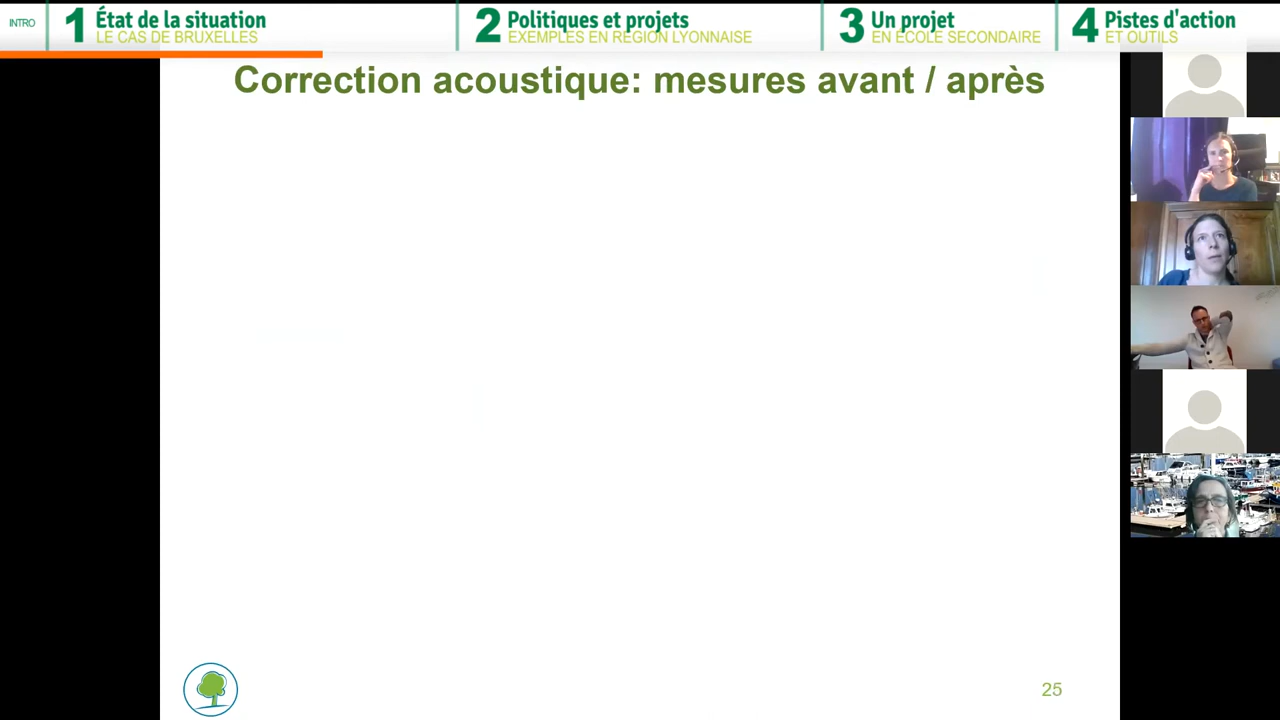 INTRO
1 État de la situation
LE CAS DE BRUXELLES
2 Politiques et projets
EXEMPLES EN RÉGION LYONNAISE
3 Un projet
EN ÉCOLE SECONDAIRE
4 Pistes d'action
ET OUTILS
Correction acoustique: mesures avant / après
25